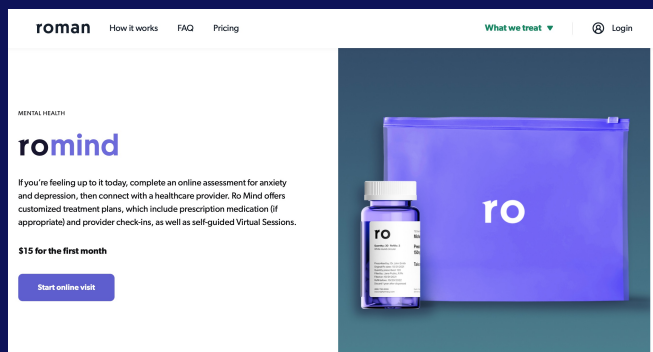 roman How it works FAQ Pricing What we treat Login
MENTAL HEALTH
romind
If you're feeling up to it today, complete an online assessment for anxiety
and depression, then connect with a healthcare provider. Ro Mind offers
customized treatment plans, which include prescription medication (if
appropriate) and provider check-ins, as well as self-guided Virtual Sessions.
$15 for the first month
Start online visit
ro
ro